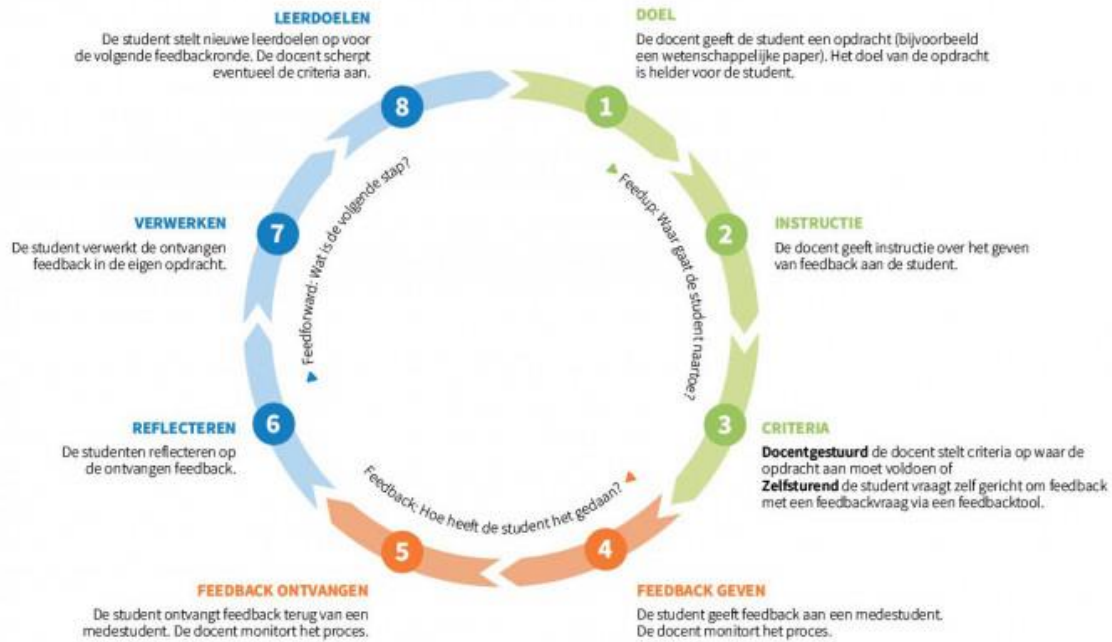 DOEL
De docent geeft de student een opdracht (bijvoorbeeld
een wetenschappelijke paper). Het doel van de opdracht
is helder voor de student.
1
INSTRUCTIE
De docent geeft instructie over het geven
van feedback aan de student.
2
CRITERIA
Docentgestuurd de docent stelt criteria op waar de
opdracht aan moet voldoen of
Zelfsturend de student vraagt zelf gericht om feedback
met een feedbackvraag via een feedbacktool.
3
Feedup: Waar gaat de student naartoe?
4
FEEDBACK GEVEN
De student geeft feedback aan een medestudent.
De docent monitort het proces.
5
FEEDBACK ONTVANGEN
De student ontvangt feedback terug van een
medestudent. De docent monitort het proces.
Feedback: Hoe heeft de student het gedaan?
6
REFLECTEREN
De studenten reflecteren op
de ontvangen feedback.
7
VERWERKEN
De student verwerkt de ontvangen
feedback in de eigen opdracht.
8
LEERDOELEN
De student stelt nieuwe leerdoelen op voor
de volgende feedbackronde. De docent scherpt
eventueel de criteria aan.
Feedforward: Wat is de volgende stap?